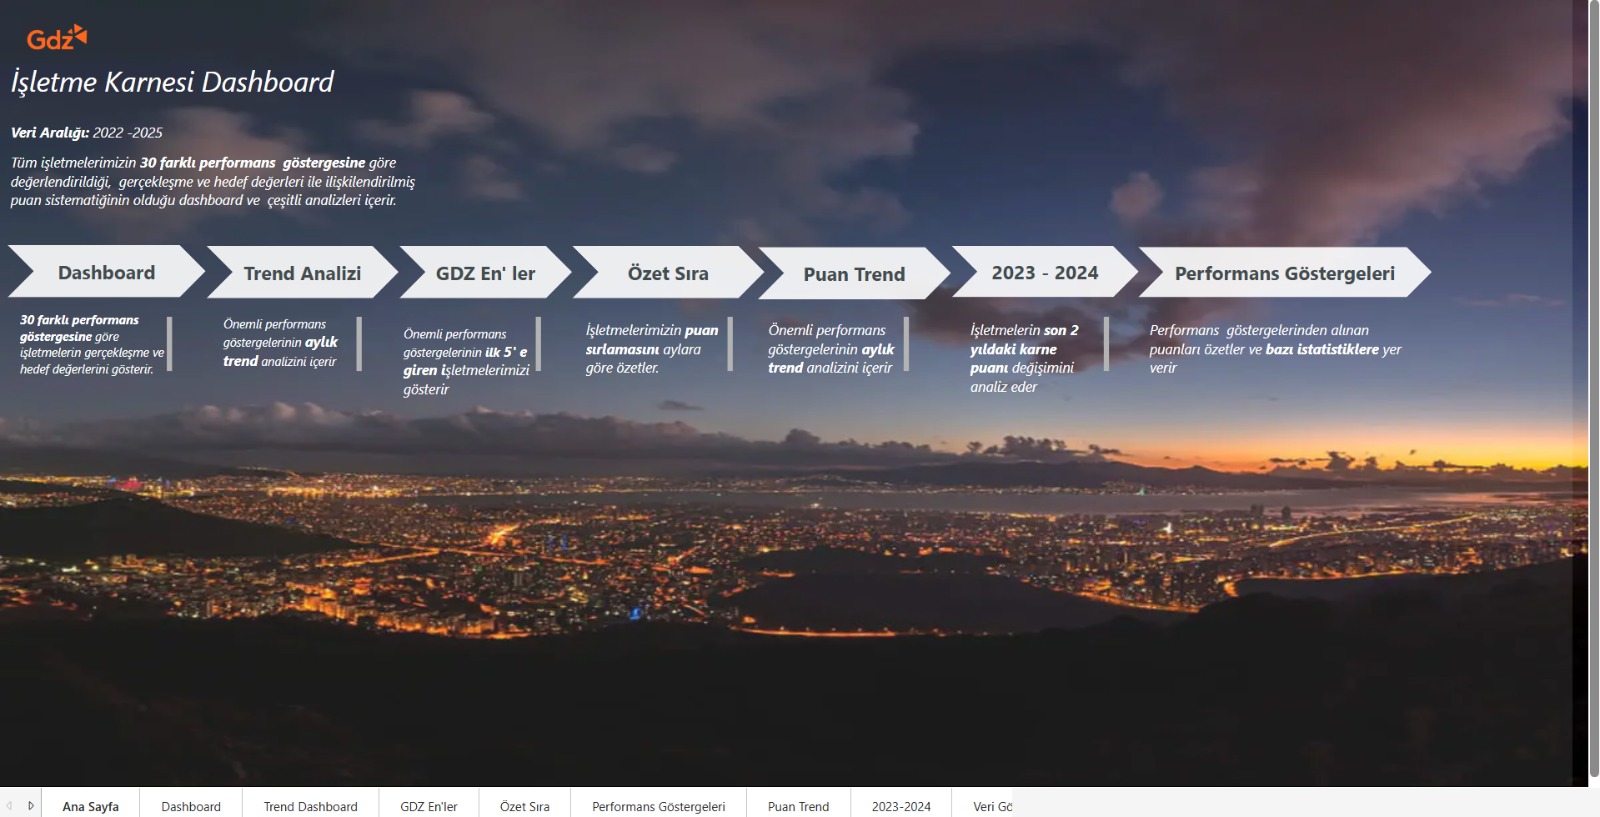 Gdz
İşletme Karnesi Dashboard
Veri Aralığı: 2022 -2025
Tüm işletmelerimizin 30 farklı performans göstergesine göre
değerlendirildiği, gerçekleşme ve hedef değerleri ile ilişkilendirilmiş
puan sistematiğinin olduğu dashboard ve çeşitli analizleri içerir.
Dashboard
30 farklı performans
göstergesine göre
işletmelerin gerçekleşme ve
hedef değerlerini gösterir.
Trend Analizi
Önemli performans
göstergelerinin aylık
trend analizini içerir
GDZ En' ler
Önemli performans
göstergelerinin ilk 5' e
giren işletmelerimizi
gösterir
Özet Sıra
İşletmelerimizin puan
sırlamasını aylara
göre özetler.
Puan Trend
Önemli performans
göstergelerinin aylık
trend analizini içerir
2023 - 2024
İşletmelerin son 2
yıldaki karne
puanı değişimini
analiz eder
Performans Göstergeleri
Performans göstergelerinden alınan
puanları özetler ve bazı istatistiklere yer
verir
Ana Sayfa
Dashboard
Trend Dashboard
GDZ En'ler
Özet Sıra
Performans Göstergeleri
Puan Trend
2023-2024
Veri Gö